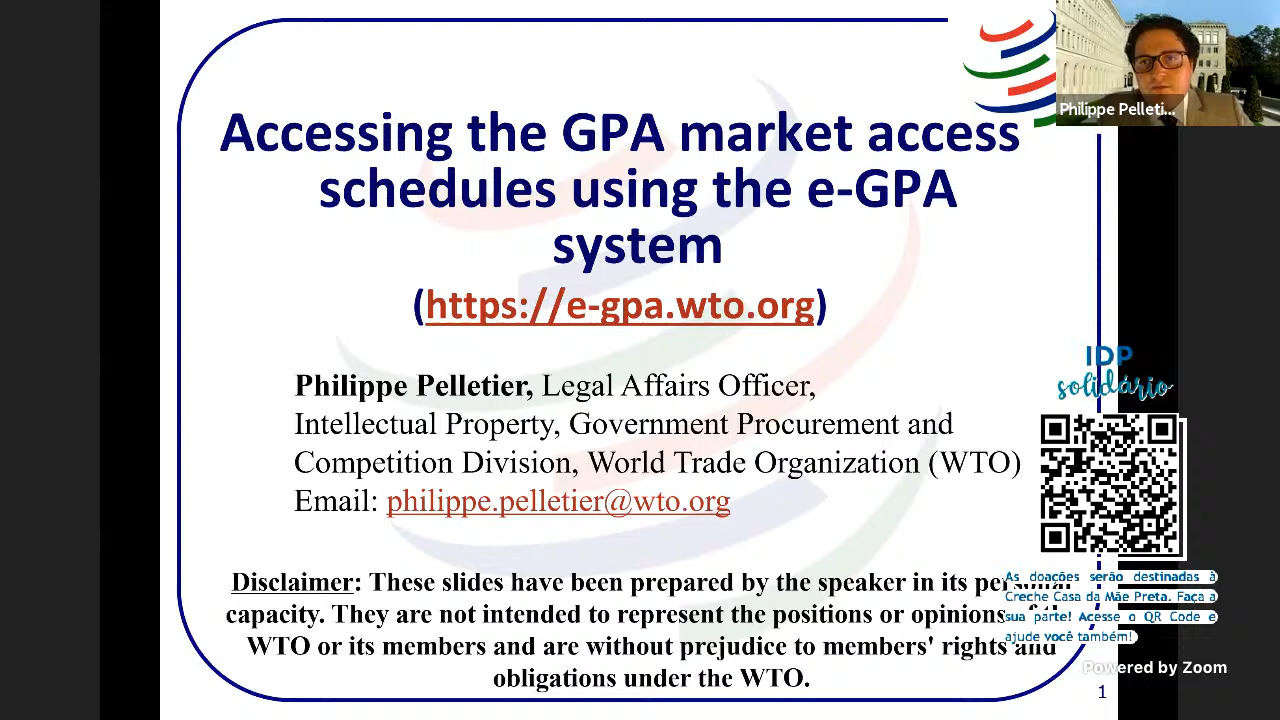 Accessing the GPA market access
schedules using the e-GPA
system
(https://e-gpa.wto.org)
Philippe Pelleti...
Philippe Pelletier, Legal Affairs Officer,
Intellectual Property, Government Procurement and
Competition Division, World Trade Organization (WTO)
Email: philippe.pelletier@wto.org
IDP
solidário
Disclaimer: These slides have been prepared by the speaker in its personal
capacity. They are not intended to represent the positions or opinions of the
WTO or its members and are without prejudice to members' rights and
obligations under the WTO.
As doações serão destinadas à
Creche Casa da Mãe Preta. Faça a
sua parte! Acesse o QR Code e
ajude você também!
Powered by Zoom
1